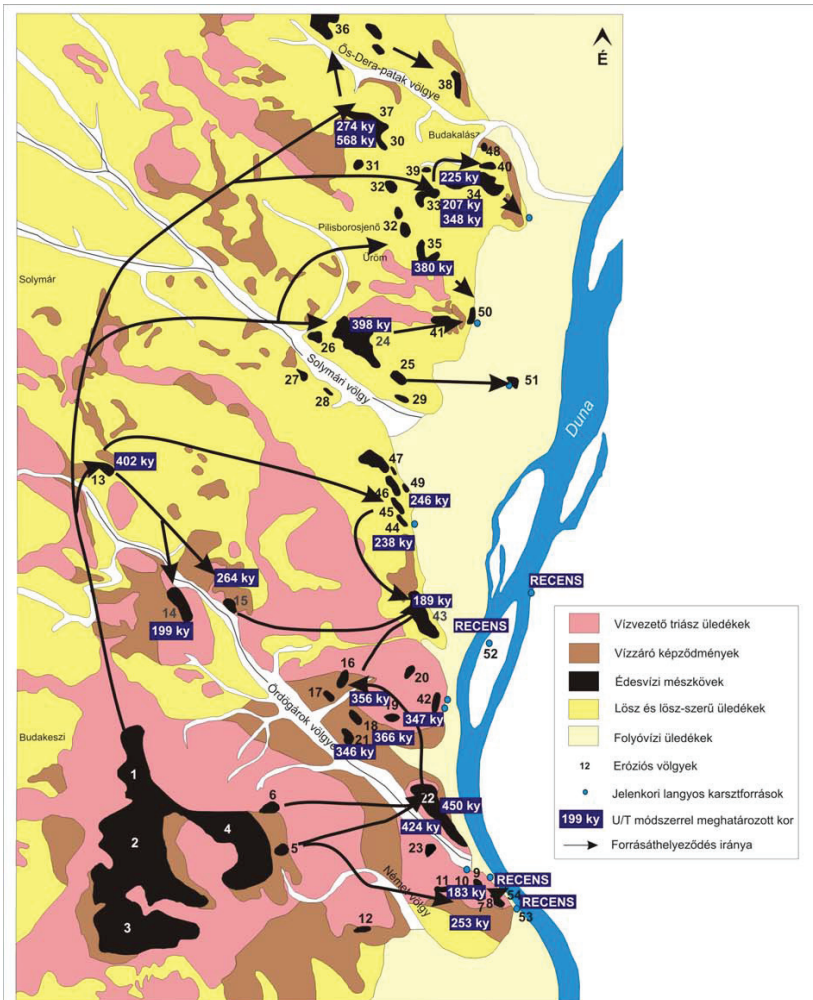 36
É
Ős-Dera-patak völgye
38
37
274 ky
568 ky
30
Budakalász
48
39
40
31
225 ky
32
34
33
207 ky
348 ky
Pilisborosjenő
32
35
Üröm
380 ky
Solymár
50
398 ky
41
24
26
Solymári völgy
25
51
27
28
29
Duna
47
402 ky
13
49
46
246 ky
45
44
238 ky
264 ky
189 ky
RECENS
15
43
14
199 ky
RECENS
52
16
20
17
356 ky
42
19
347 ky
Ördögárok völgye
18
366 ky
21
346 ky
Budakeszi
1
6
22
450 ky
2
4
424 ky
5
23
Német völgy
9
11
10
RECENS
183 ky
54
8
RECENS
7
53
3
12
253 ky
Vízvezető triász üledékek
Vízzáró képződmények
Édesvízi mészkövek
Lösz és lösz-szerű üledékek
Folyóvízi üledékek
12 Eróziós völgyek
Jelenkori langyos karsztforrások
199 ky U/T módszerrel meghatározott kor
Forrásáthelyeződés iránya